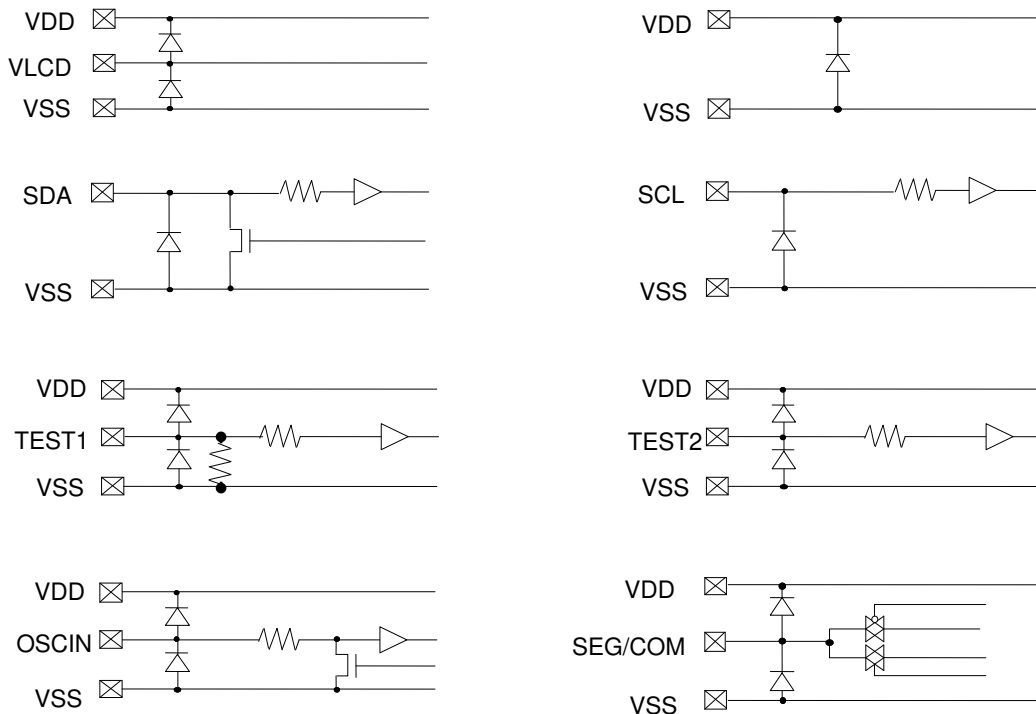 VDD
VLCD
VSS
VDD
VSS
SDA
VSS
SCL
VSS
VDD
TEST1
VSS
VDD
TEST2
VSS
VDD
OSCIN
VSS
VDD
SEG/COM
VSS